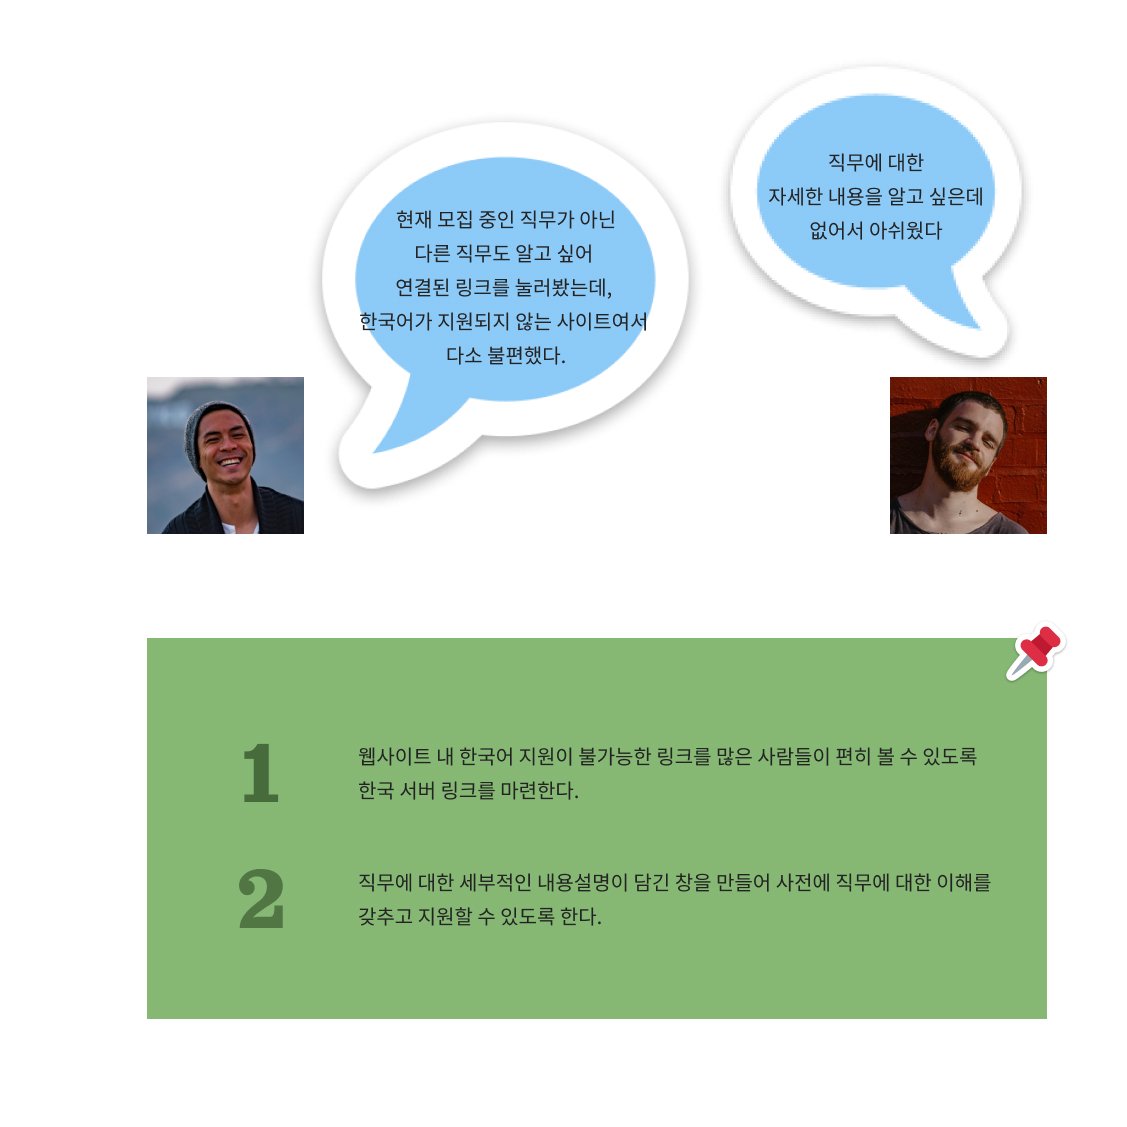 현재 모집 중인 직무가 아닌
다른 직무도 알고 싶어
연결된 링크를 눌러봤는데,
한국어가 지원되지 않는 사이트여서
다소 불편했다.
직무에 대한
자세한 내용을 알고 싶은데
없어서 아쉬웠다
1
웹사이트 내 한국어 지원이 불가능한 링크를 많은 사람들이 편히 볼 수 있도록
한국 서버 링크를 마련한다.
2
직무에 대한 세부적인 내용설명이 담긴 창을 만들어 사전에 직무에 대한 이해를
갖추고 지원할 수 있도록 한다.